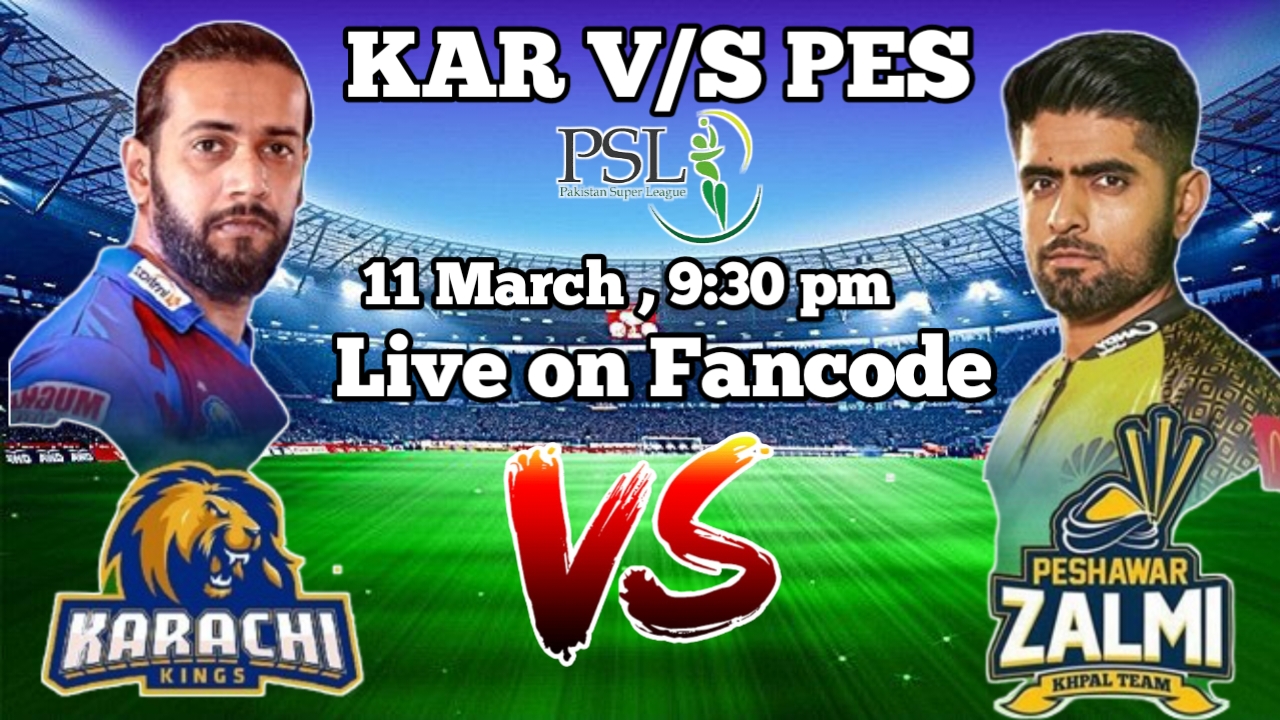 KAR V/S PES
PSL
Pakistan Super League
11 March , 9:30 pm
Live on Fancode
VS
KARACHI
KINGS
PESHAWAR
ZALMI
KHPAL TEAM